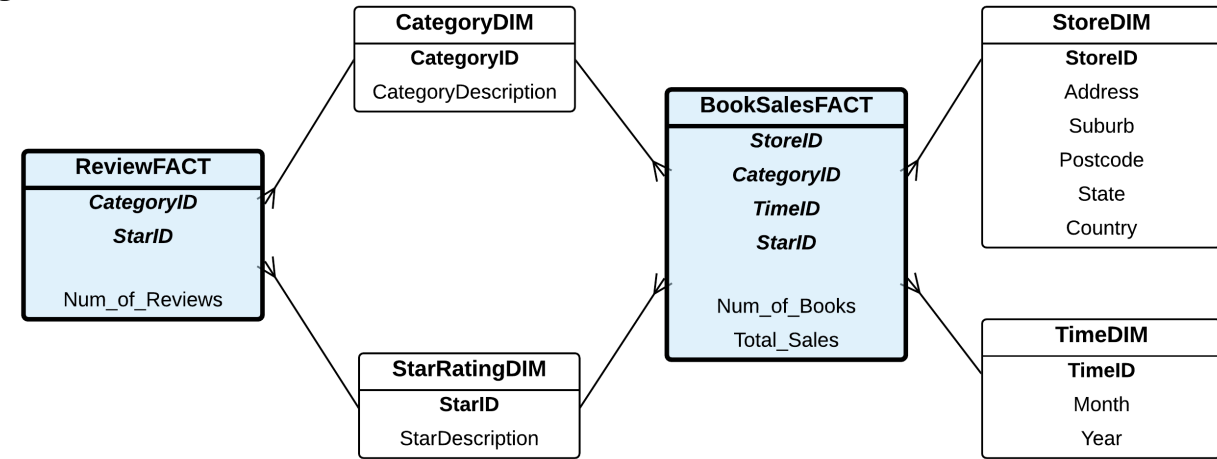 CategoryDIM
CategoryID
CategoryDescription
StoreDIM
StoreID
Address
Suburb
Postcode
State
Country
BookSalesFACT
StoreID
CategoryID
TimeID
StarID
Num_of_Books
Total_Sales
ReviewFACT
CategoryID
StarID
Num_of_Reviews
StarRatingDIM
StarID
StarDescription
TimeDIM
TimeID
Month
Year